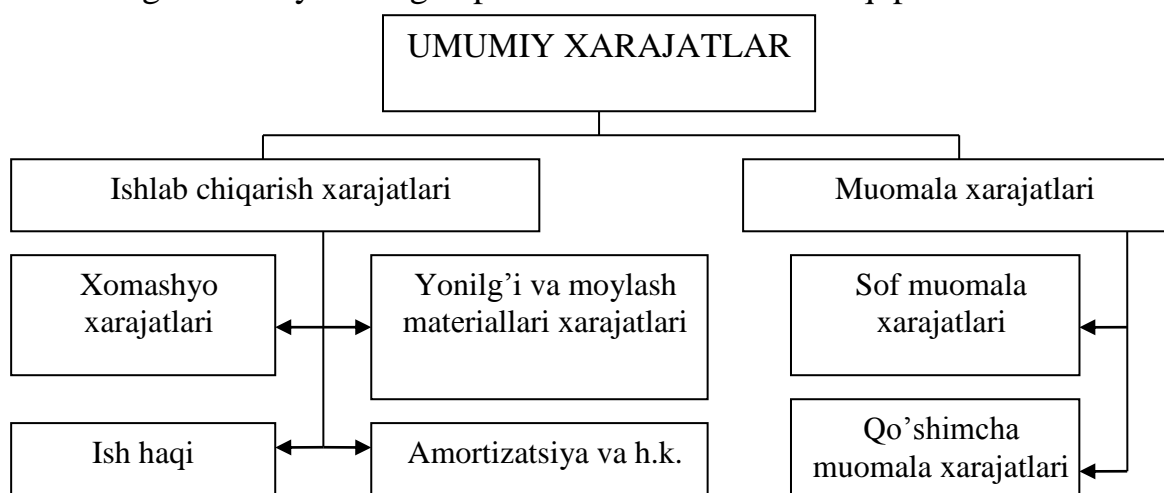 UMUMIY XARAJATLAR
Ishlab chiqarish xarajatlari
Muomala xarajatlari
Xomashyo
xarajatlari
Yonilg’i va moylash
materiallari xarajatlari
Sof muomala
xarajatlari
Ish haqi
Amortizatsiya va h.k.
Qo’shimcha
muomala xarajatlari